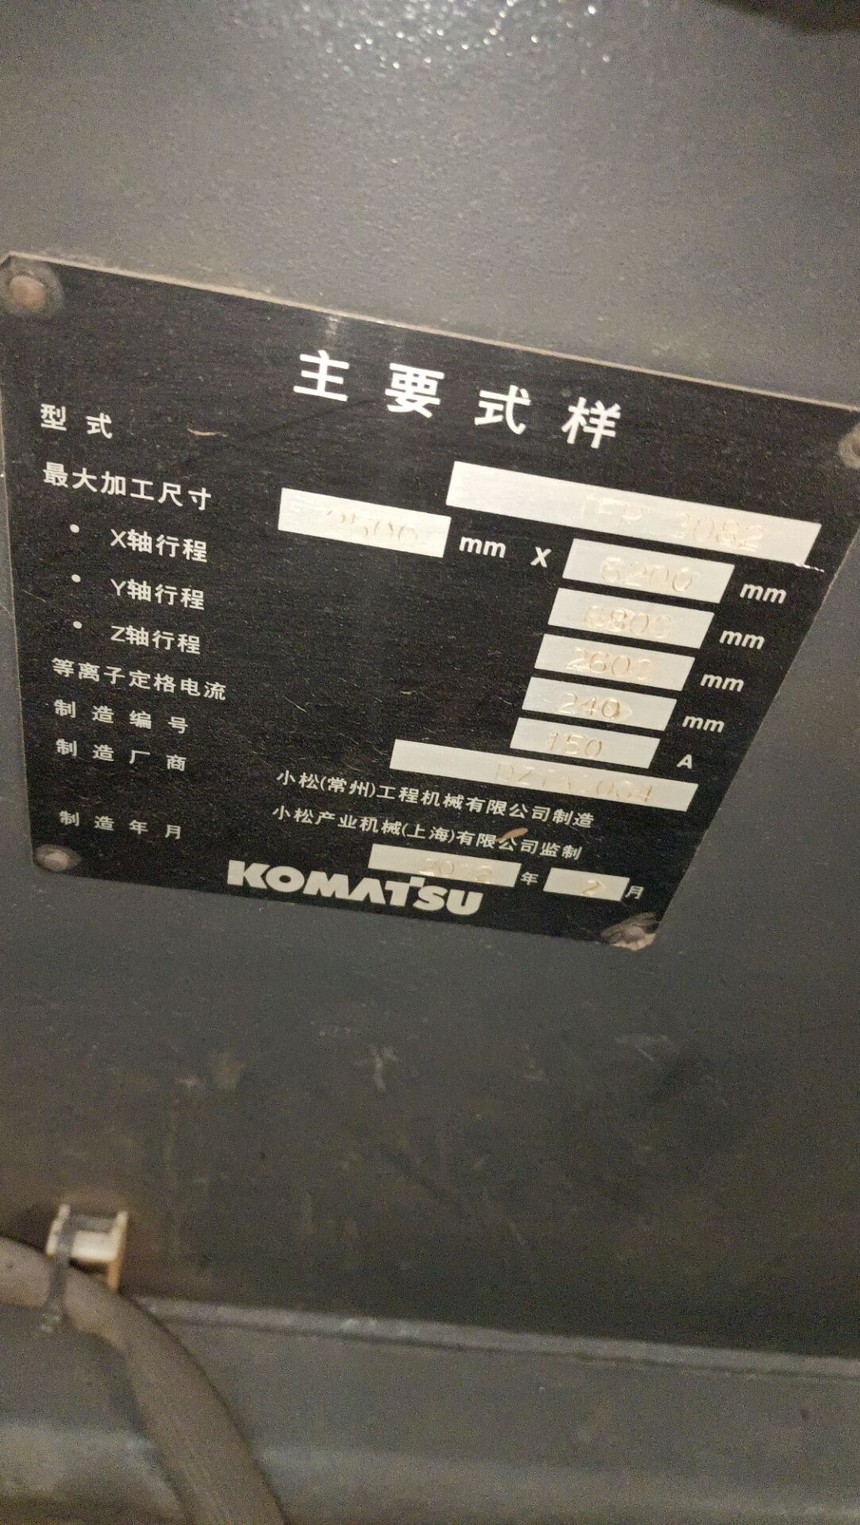 主要式样
型式
最大加工尺寸 2500 mm X 6200 mm
• X轴行程 mm
• Y轴行程 2600 mm
• Z轴行程 240 mm
等离子定格电流 150 A
制造编号
制造厂商 小松(常州)工程机械有限公司制造
小松产业机械(上海)有限公司监制
制造年月 年 2 月
KOMATSU